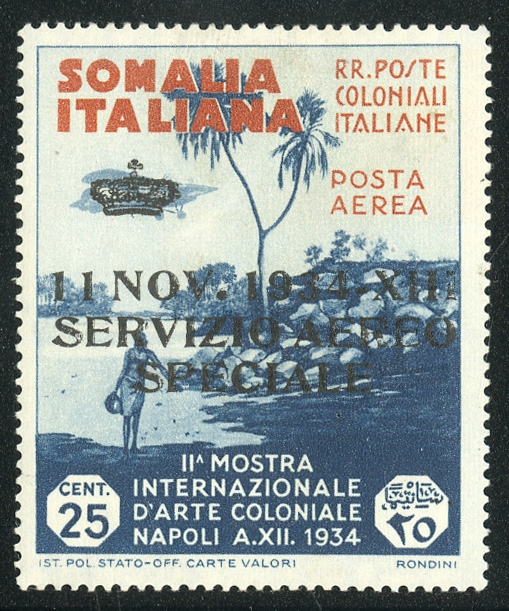 SOMALIA
ITALIANA
RR. POSTE
COLONIALI
ITALIANE
POSTA
AEREA
11 NOV. 1934-XIII
SERVIZIO AEREO
SPECIALE
IIᴬ MOSTRA
INTERNAZIONALE
D'ARTE COLONIALE
NAPOLI A.XII. 1934
CENT.
25
٢٥
IST. POL. STATO-OFF. CARTE VALORI
RONDINI